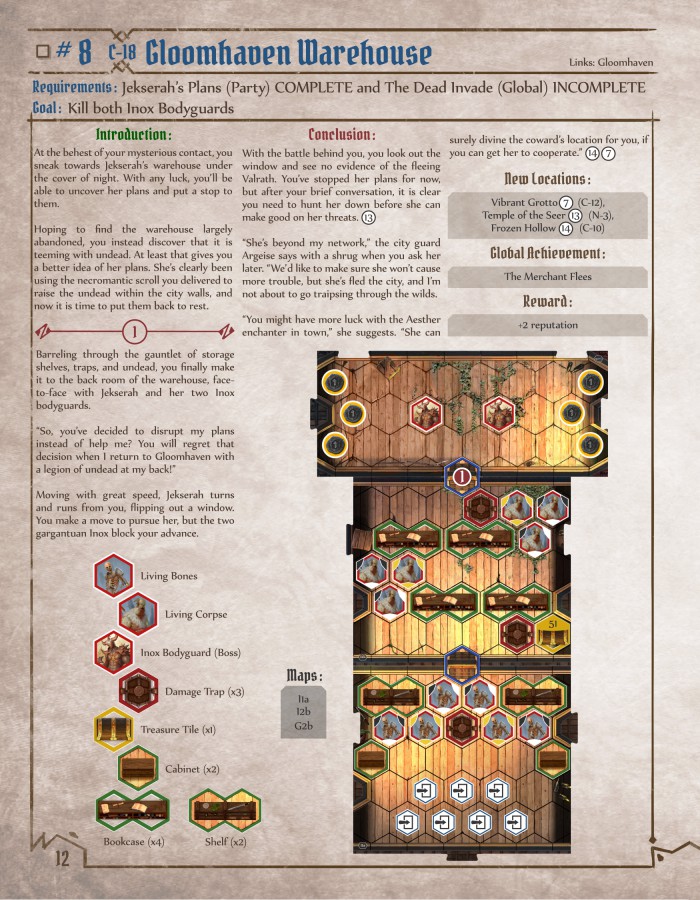 #8 C-18 Gloomhaven Warehouse
Links: Gloomhaven
Requirements: Jekserah's Plans (Party) COMPLETE and The Dead Invade (Global) INCOMPLETE
Goal: Kill both Inox Bodyguards
Introduction:
At the behest of your mysterious contact, you
sneak towards Jekserah's warehouse under
the cover of night. With any luck, you'll be
able to uncover her plans and put a stop to
them.
Hoping to find the warehouse largely
abandoned, you instead discover that it is
teeming with undead. At least that gives you
a better idea of her plans. She's clearly been
using the necromantic scroll you delivered to
raise the undead within the city walls, and
now it is time to put them back to rest.
1
Barreling through the gauntlet of storage
shelves, traps, and undead, you finally make
it to the back room of the warehouse, face-
to-face with Jekserah and her two Inox
bodyguards.
"So, you've decided to disrupt my plans
instead of help me? You will regret that
decision when I return to Gloomhaven with
a legion of undead at my back!"
Moving with great speed, Jekserah turns
and runs from you, flipping out a window.
You make a move to pursue her, but the two
gargantuan Inox block your advance.
Conclusion:
With the battle behind you, you look out the
window and see no evidence of the fleeing
Valrath. You've stopped her plans for now,
but after your brief conversation, it is clear
you need to hunt her down before she can
make good on her threats. 13
"She's beyond my network," the city guard
Argeise says with a shrug when you ask her
later. "We'd like to make sure she won't cause
more trouble, but she's fled the city, and I'm
not about to go traipsing through the wilds.
"You might have more luck with the Aesther
enchanter in town," she suggests. "She can
surely divine the coward's location for you, if
you can get her to cooperate." 14 7
New Locations:
Vibrant Grotto 7 (C-12),
Temple of the Seer 13 (N-3),
Frozen Hollow 14 (C-10)
Global Achievement:
The Merchant Flees
Reward:
+2 reputation
Living Bones
Living Corpse
Inox Bodyguard (Boss)
Damage Trap (x3)
Treasure Tile (x1)
Cabinet (x2)
Bookcase (x4)
Shelf (x2)
Maps:
I1a
I2b
G2b
1
1
1
1
1
1
1
51
12